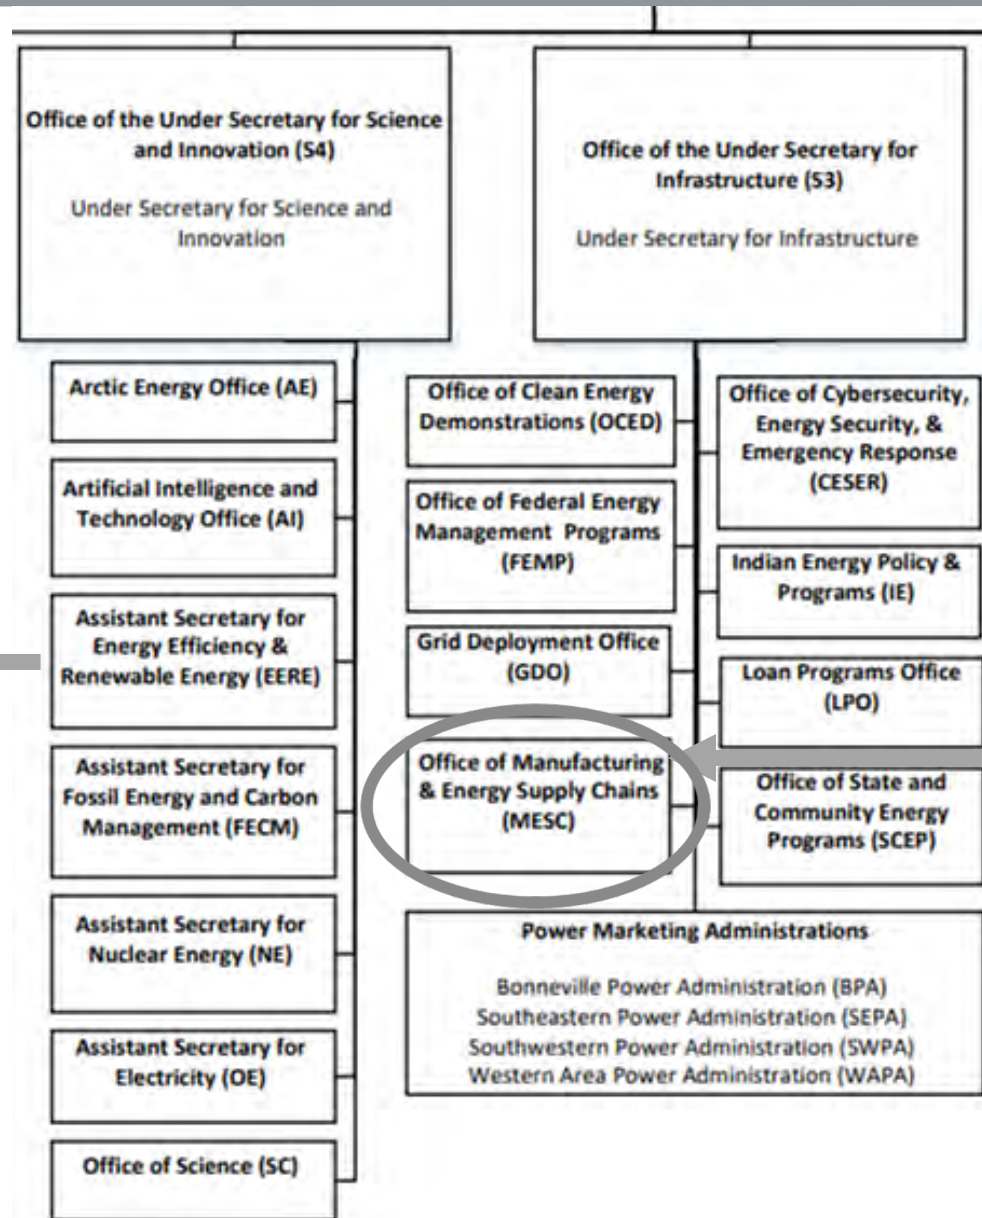 Office of the Under Secretary for Science
and Innovation (S4)
Under Secretary for Science and
Innovation
Arctic Energy Office (AE)
Artificial Intelligence and
Technology Office (AI)
Assistant Secretary for
Energy Efficiency &
Renewable Energy (EERE)
Assistant Secretary for
Fossil Energy and Carbon
Management (FECM)
Assistant Secretary for
Nuclear Energy (NE)
Assistant Secretary for
Electricity (OE)
Office of Science (SC)
Office of the Under Secretary for
Infrastructure (S3)
Under Secretary for Infrastructure
Office of Clean Energy
Demonstrations (OCED)
Office of Federal Energy
Management Programs
(FEMP)
Grid Deployment Office
(GDO)
Office of Manufacturing
& Energy Supply Chains
(MESC)
Office of Cybersecurity,
Energy Security, &
Emergency Response
(CESER)
Indian Energy Policy &
Programs (IE)
Loan Programs Office
(LPO)
Office of State and
Community Energy
Programs (SCEP)
Power Marketing Administrations
Bonneville Power Administration (BPA)
Southeastern Power Administration (SEPA)
Southwestern Power Administration (SWPA)
Western Area Power Administration (WAPA)